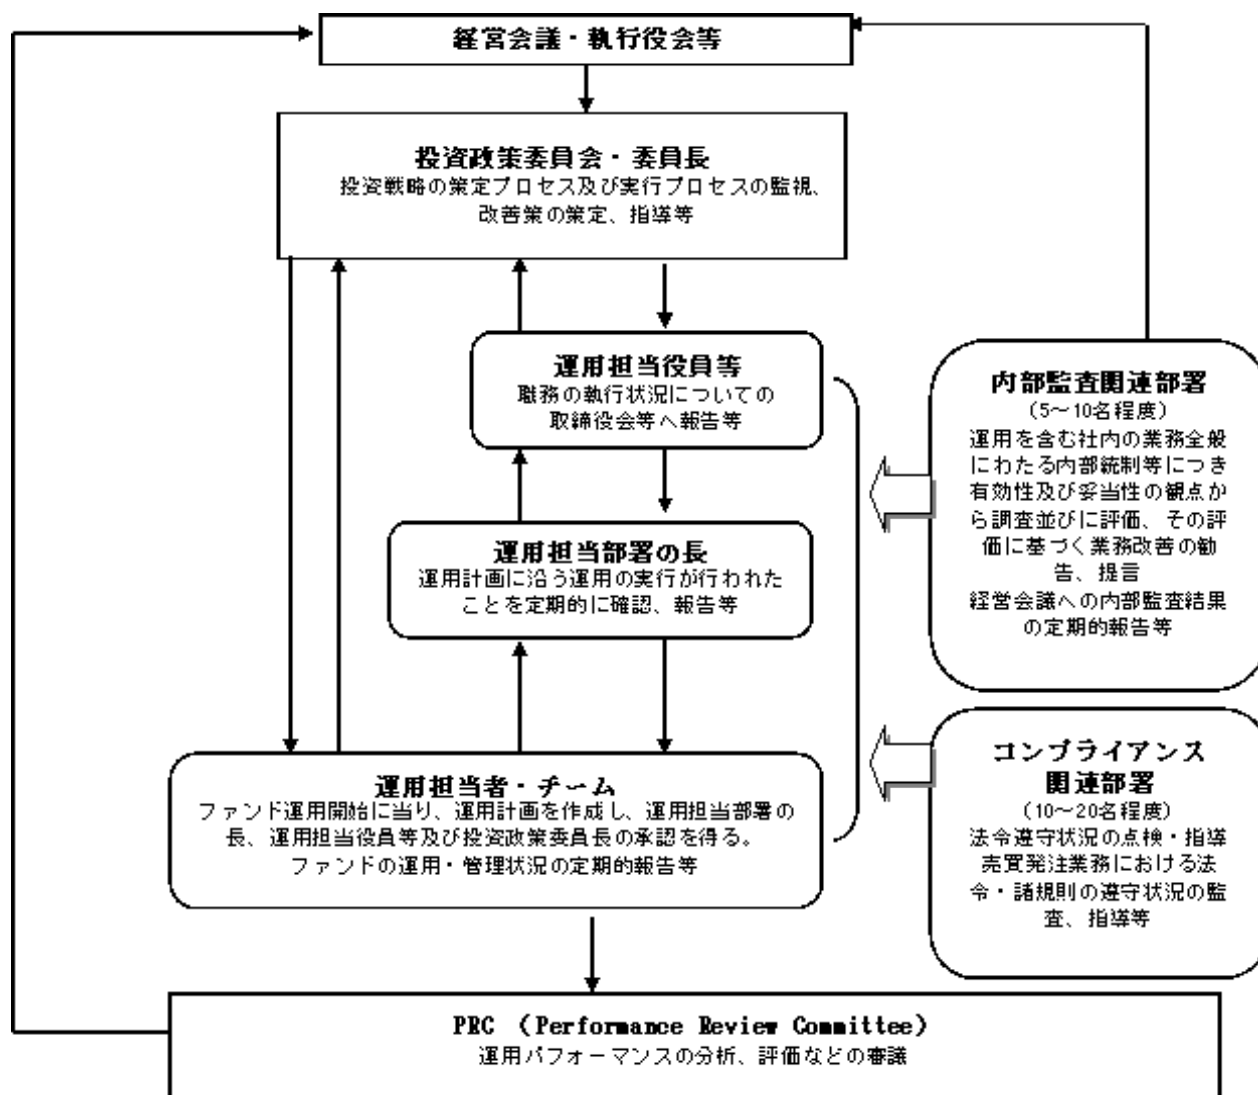 経営会議・執行役会等
投資政策委員会・委員長
投資戦略の策定プロセス及び実行プロセスの監視、
改善策の策定、指導等
運用担当役員等
職務の執行状況についての
取締役会等へ報告等
運用担当部署の長
運用計画に沿う運用の実行が行われた
ことを定期的に確認、報告等
運用担当者・チーム
ファンド運用開始に当り、運用計画を作成し、運用担当部署の
長、運用担当役員等及び投資政策委員長の承認を得る。
ファンドの運用・管理状況の定期的報告等
内部監査関連部署
（5～10名程度）
運用を含む社内の業務全般
にわたる内部統制等につき
有効性及び妥当性の観点か
ら調査並びに評価、その評
価に基づく業務改善の勧
告、提言
経営会議への内部監査結果
の定期的報告等
コンプライアンス
関連部署
（10～20名程度）
法令遵守状況の点検・指導
売買発注業務における法
令・諸規則の遵守状況の監
査、指導等
PRC （Performance Review Committee）
運用パフォーマンスの分析、評価などの審議